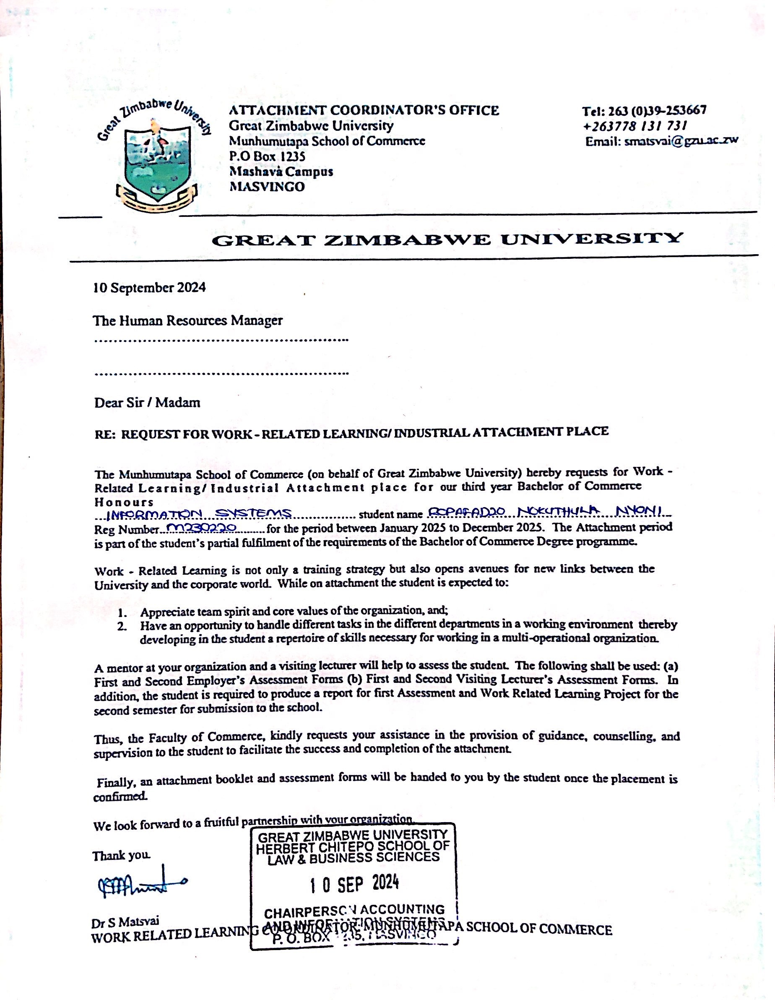 Great Zimbabwe University
ATTACHMENT COORDINATOR'S OFFICE
Great Zimbabwe University
Munhumutapa School of Commerce
P.O Box 1235
Mashava Campus
MASVINGO
Tel: 263 (0)39-253667
+263778 131 731
Email: smatsvai@gzu.ac.zw
GREAT ZIMBABWE UNIVERSITY
10 September 2024
The Human Resources Manager
Dear Sir / Madam
RE: REQUEST FOR WORK - RELATED LEARNING/ INDUSTRIAL ATTACHMENT PLACE
The Munhumutapa School of Commerce (on behalf of Great Zimbabwe University) hereby requests for Work -
Related Learning/ Industrial Attachment place for our third year Bachelor of Commerce
Honours
INFORMATION SYSTEMS student name ROPAFADZO NOKUTHULA NYONI
Reg Number M230220 for the period between January 2025 to December 2025. The Attachment period
is part of the student's partial fulfilment of the requirements of the Bachelor of Commerce Degree programme.
Work - Related Learning is not only a training strategy but also opens avenues for new links between the
University and the corporate world. While on attachment the student is expected to:
1. Appreciate team spirit and core values of the organization, and;
2. Have an opportunity to handle different tasks in the different departments in a working environment thereby
developing in the student a repertoire of skills necessary for working in a multi-operational organization.
A mentor at your organization and a visiting lecturer will help to assess the student. The following shall be used: (a)
First and Second Employer's Assessment Forms (b) First and Second Visiting Lecturer's Assessment Forms. In
addition, the student is required to produce a report for first Assessment and Work Related Learning Project for the
second semester for submission to the school.
Thus, the Faculty of Commerce, kindly requests your assistance in the provision of guidance, counselling, and
supervision to the student to facilitate the success and completion of the attachment.
Finally, an attachment booklet and assessment forms will be handed to you by the student once the placement is
confirmed.
We look forward to a fruitful partnership with your organization.
Thank you.
GREAT ZIMBABWE UNIVERSITY
HERBERT CHITEPO SCHOOL OF
LAW & BUSINESS SCIENCES
10 SEP 2024
CHAIRPERSON ACCOUNTING
AND INFORMATION SYSTEMS
P. O. BOX 1235, MASVINGO
Dr S Matsvai
WORK RELATED LEARNING COORDINATOR-MUNHUMUTAPA SCHOOL OF COMMERCE